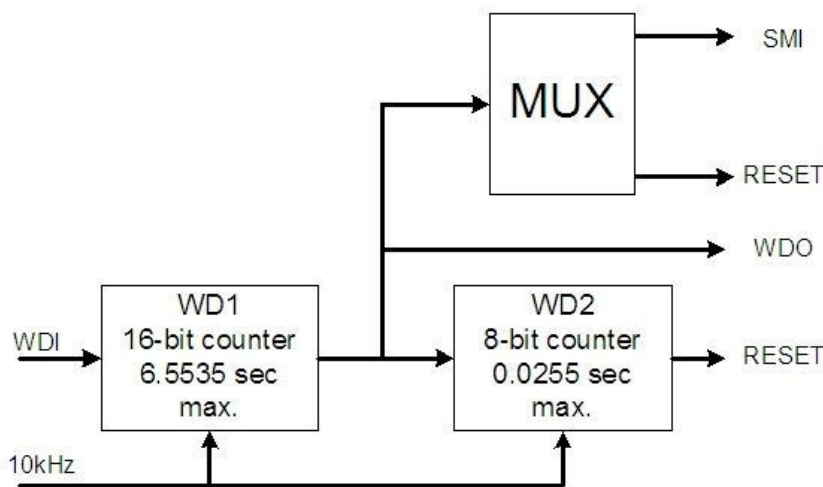 SMI
MUX
RESET
WDO
WD1
16-bit counter
6.5535 sec
max.
WD2
8-bit counter
0.0255 sec
max.
WDI
RESET
10kHz